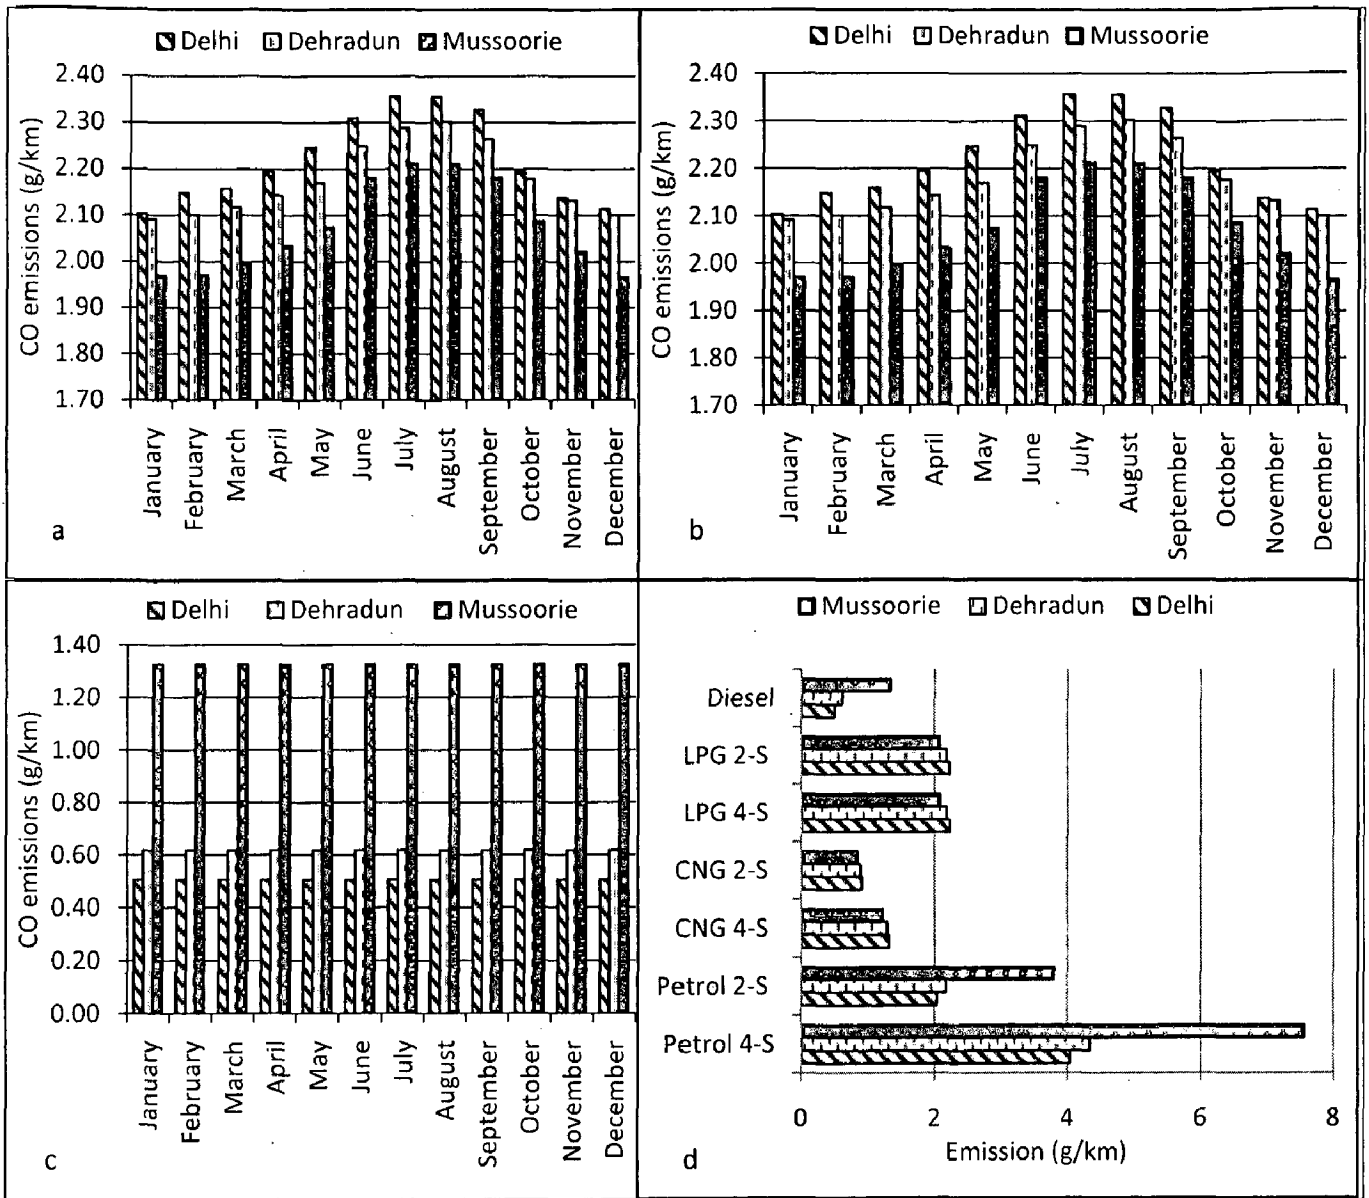 Delhi Dehradun Mussoorie
CO emissions (g/km)
2.40
2.30
2.20
2.10
2.00
1.90
1.80
1.70
January
February
March
April
May
June
July
August
September
October
November
December
a
Delhi Dehradun Mussoorie
CO emissions (g/km)
2.40
2.30
2.20
2.10
2.00
1.90
1.80
1.70
January
February
March
April
May
June
July
August
September
October
November
December
b
Delhi Dehradun Mussoorie
CO emissions (g/km)
1.40
1.20
1.00
0.80
0.60
0.40
0.20
0.00
January
February
March
April
May
June
July
August
September
October
November
December
c
Mussoorie Dehradun Delhi
Diesel
LPG 2-S
LPG 4-S
CNG 2-S
CNG 4-S
Petrol 2-S
Petrol 4-S
0 2 4 6 8
Emission (g/km)
d